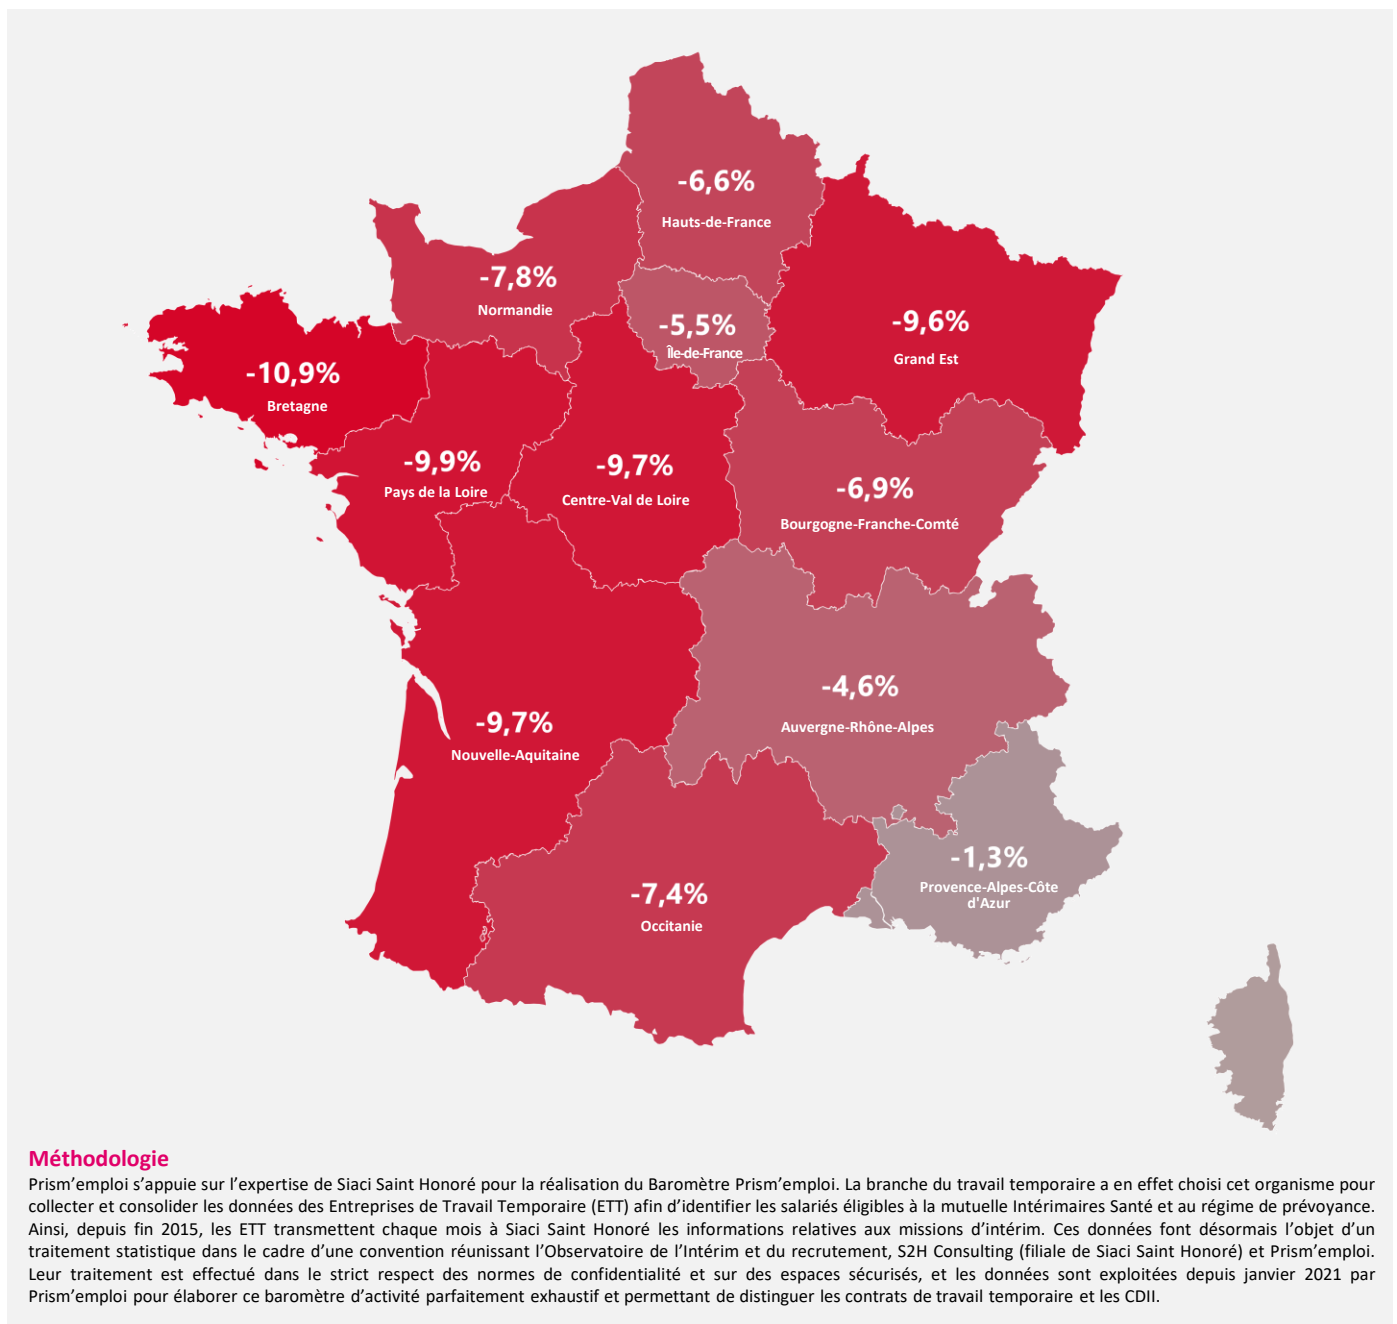 -6,6%
Hauts-de-France
-7,8%
Normandie
-5,5%
Île-de-France
-9,6%
Grand Est
-10,9%
Bretagne
-9,9%
Pays de la Loire
-9,7%
Centre-Val de Loire
-6,9%
Bourgogne-Franche-Comté
-4,6%
Auvergne-Rhône-Alpes
-9,7%
Nouvelle-Aquitaine
-1,3%
Provence-Alpes-Côte
d'Azur
-7,4%
Occitanie
Méthodologie
Prism’emploi s’appuie sur l’expertise de Siaci Saint Honoré pour la réalisation du Baromètre Prism’emploi. La branche du travail temporaire a en effet choisi cet organisme pour
collecter et consolider les données des Entreprises de Travail Temporaire (ETT) afin d’identifier les salariés éligibles à la mutuelle Intérimaires Santé et au régime de prévoyance.
Ainsi, depuis fin 2015, les ETT transmettent chaque mois à Siaci Saint Honoré les informations relatives aux missions d’intérim. Ces données font désormais l’objet d’un
traitement statistique dans le cadre d’une convention réunissant l’Observatoire de l’Intérim et du recrutement, S2H Consulting (filiale de Siaci Saint Honoré) et Prism’emploi.
Leur traitement est effectué dans le strict respect des normes de confidentialité et sur des espaces sécurisés, et les données sont exploitées depuis janvier 2021 par
Prism’emploi pour élaborer ce baromètre d’activité parfaitement exhaustif et permettant de distinguer les contrats de travail temporaire et les CDII.